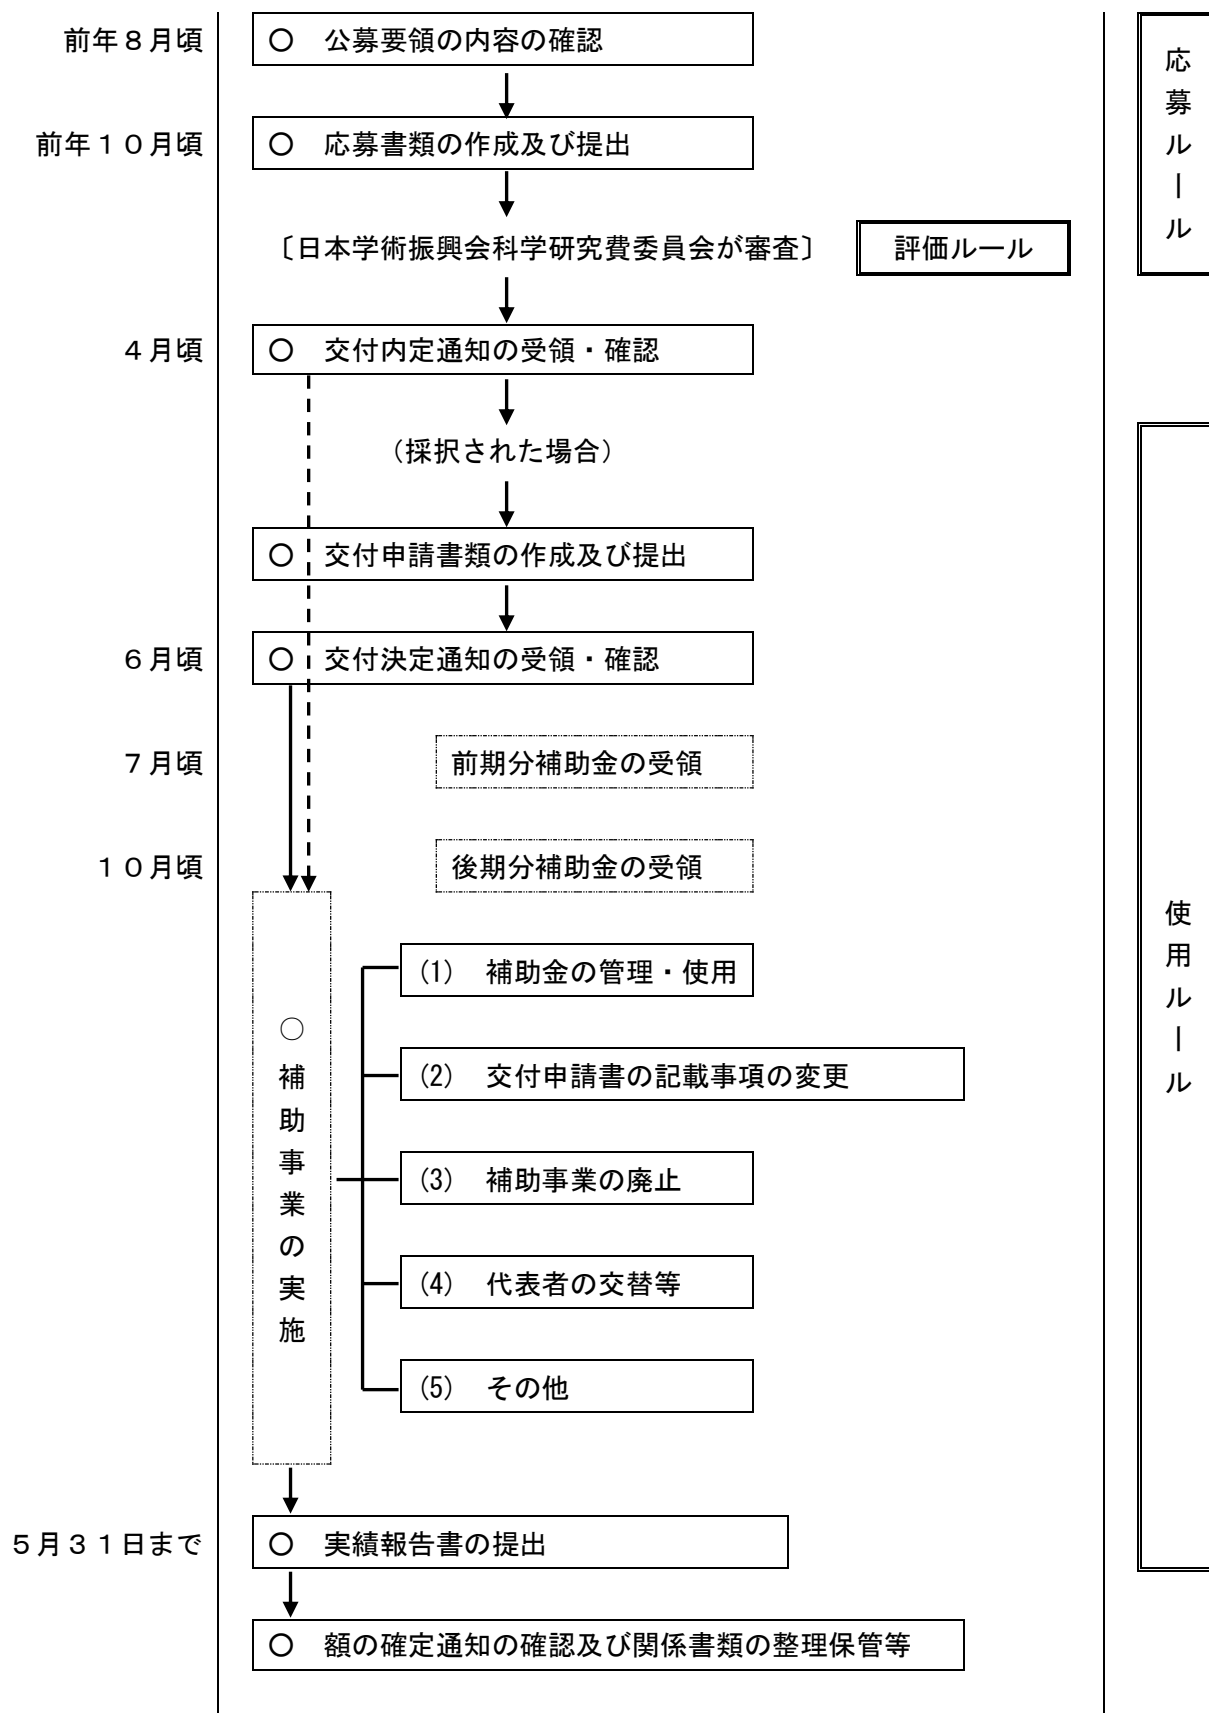 前年８月頃
○　公募要領の内容の確認
前年１０月頃
○　応募書類の作成及び提出
応募ルール
〔日本学術振興会科学研究費委員会が審査〕
評価ルール
４月頃
○　交付内定通知の受領・確認
（採択された場合）
○　交付申請書類の作成及び提出
６月頃
○　交付決定通知の受領・確認
７月頃
前期分補助金の受領
１０月頃
後期分補助金の受領
使用ルール
○補助事業の実施
(1)　補助金の管理・使用
(2)　交付申請書の記載事項の変更
(3)　補助事業の廃止
(4)　代表者の交替等
(5)　その他
５月３１日まで
○　実績報告書の提出
○　額の確定通知の確認及び関係書類の整理保管等